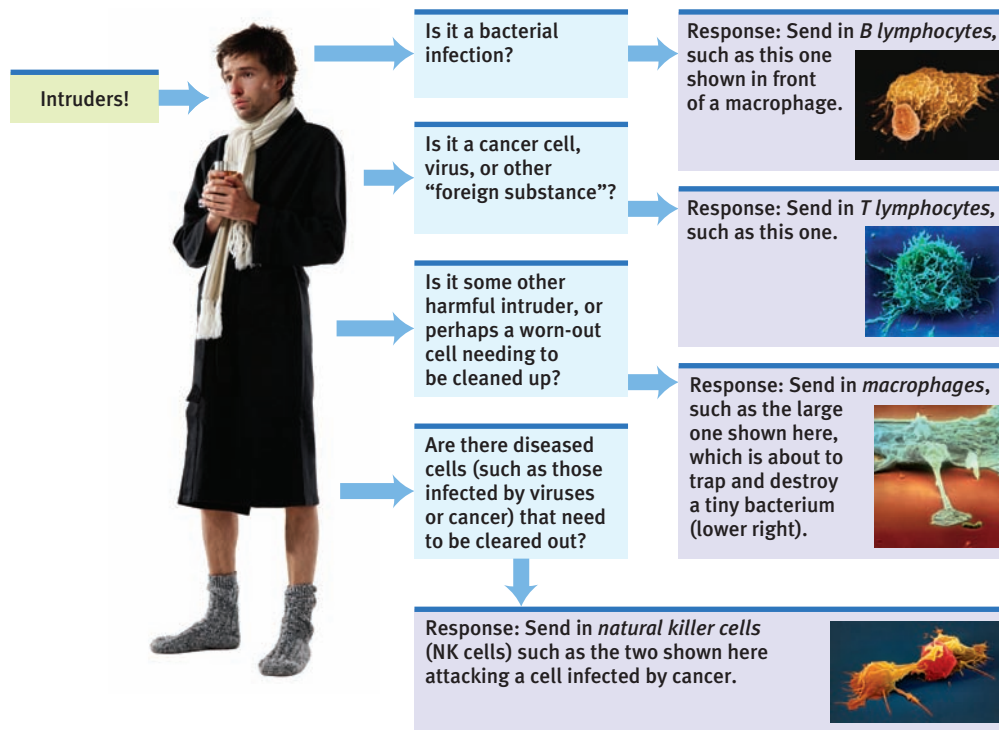 Intruders!
Is it a bacterial
infection?
Response: Send in B lymphocytes,
such as this one
shown in front
of a macrophage.
Is it a cancer cell,
virus, or other
“foreign substance”?
Response: Send in T lymphocytes,
such as this one.
Is it some other
harmful intruder, or
perhaps a worn-out
cell needing to
be cleaned up?
Response: Send in macrophages,
such as the large
one shown here,
which is about to
trap and destroy
a tiny bacterium
(lower right).
Are there diseased
cells (such as those
infected by viruses
or cancer) that need
to be cleared out?
Response: Send in natural killer cells
(NK cells) such as the two shown here
attacking a cell infected by cancer.